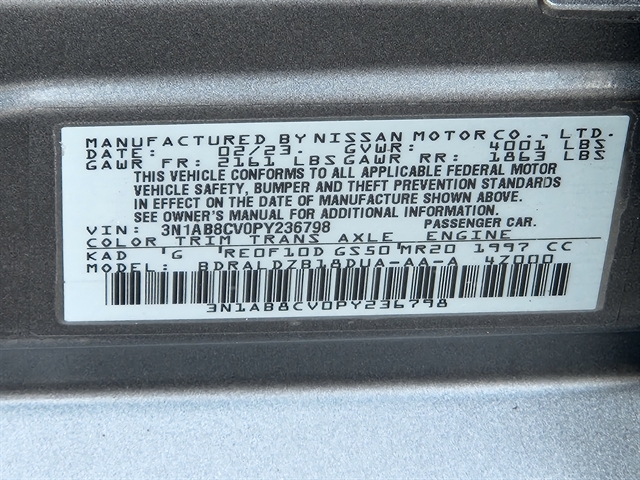 MANUFACTURED BY NISSAN MOTOR CO., LTD.
DATE: 02/23 GVWR: 4001 LBS
GAWR FR: 2161 LBS GAWR RR: 1863 LBS
THIS VEHICLE CONFORMS TO ALL APPLICABLE FEDERAL MOTOR
VEHICLE SAFETY, BUMPER AND THEFT PREVENTION STANDARDS
IN EFFECT ON THE DATE OF MANUFACTURE SHOWN ABOVE.
SEE OWNER'S MANUAL FOR ADDITIONAL INFORMATION.
VIN: 3N1AB8CV0PY236798 PASSENGER CAR.
COLOR TRIM TRANS AXLE ENGINE
KAD G RE0F10D GS50 MR20 1997 CC
MODEL: BDRALDZB18DUA-AA-A 4Z000
3N1AB8CV0PY236798